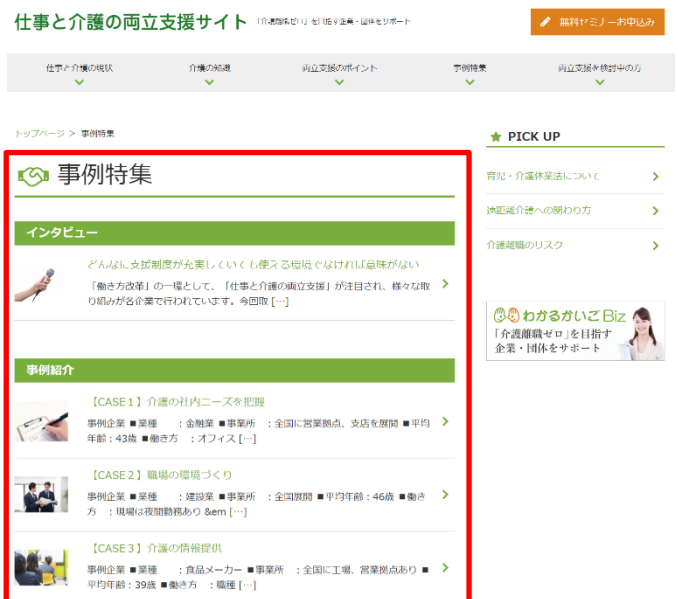 仕事と介護の両立支援サイト 「介護離職ゼロ」を目指す企業・団体をサポート
無料セミナーお申込み
仕事と介護の現状 介護の知識 両立支援のポイント 事例特集 両立支援を検討中の方
トップページ > 事例特集
事例特集
インタビュー
どんなに支援制度が充実していても使える環境でなければ意味がない
「働き方改革」の一環として、「仕事と介護の両立支援」が注目され、様々な取
り組みが各企業で行われています。今回取 […]
事例紹介
【CASE１】介護の社内ニーズを把握
事例企業 ■業種　：金融業 ■事業所　：全国に営業拠点、支店を展開 ■平均
年齢：43歳 ■働き方　：オフィス […]
【CASE２】職場の環境づくり
事例企業 ■業種　：建設業 ■事業所　：全国展開 ■平均年齢：46歳 ■働き
方　：現場は夜間勤務あり &em […]
【CASE３】介護の情報提供
事例企業 ■業種　：食品メーカー ■事業所　：全国に工場、営業拠点あり ■
平均年齢：39歳 ■働き方　：職種 […]
PICK UP
育児・介護休業法について
遠距離介護への関わり方
介護離職のリスク
わかるかいごBiz
「介護離職ゼロ」を目指す
企業・団体をサポート